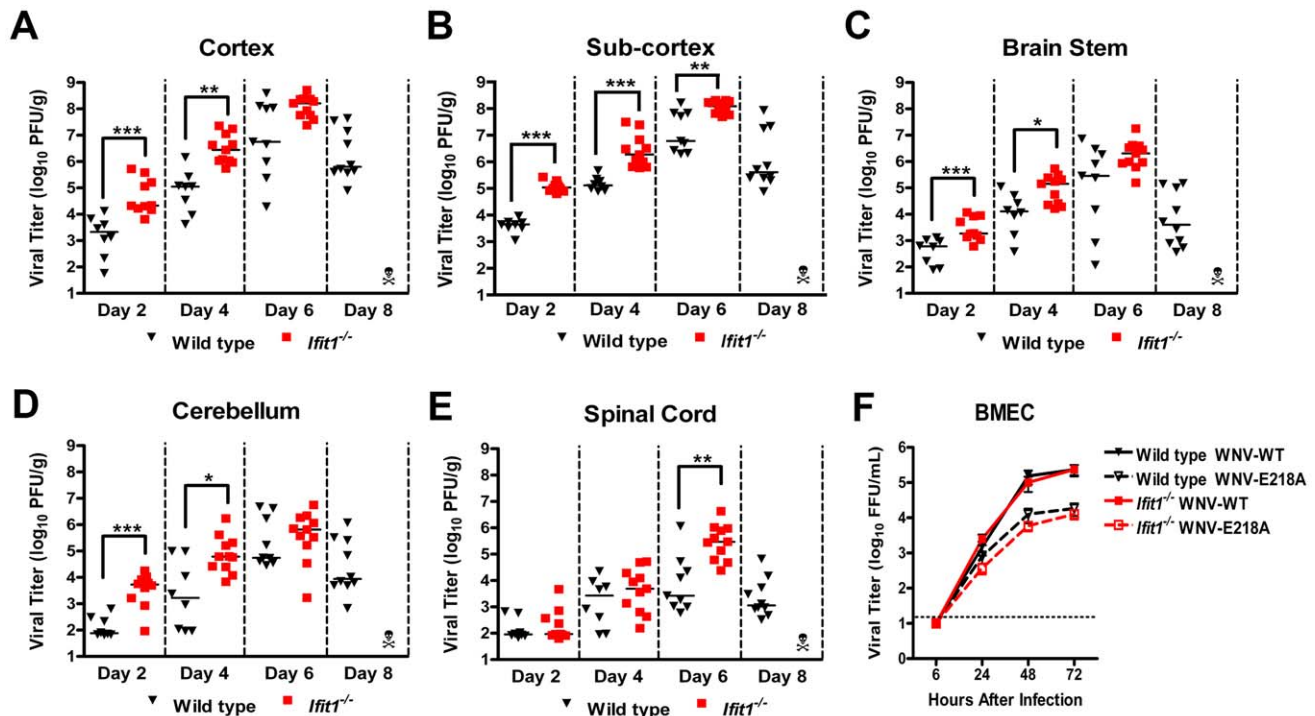 A
Cortex
Viral Titer (log10 PFU/g)
9
8
7
6
5
4
3
2
1
***
**
Day 2 Day 4 Day 6 Day 8
Wild type Ifit1-/-
B
Sub-cortex
Viral Titer (log10 PFU/g)
9
8
7
6
5
4
3
2
1
***
***
**
Day 2 Day 4 Day 6 Day 8
Wild type Ifit1-/-
C
Brain Stem
Viral Titer (log10 PFU/g)
9
8
7
6
5
4
3
2
1
***
*
Day 2 Day 4 Day 6 Day 8
Wild type Ifit1-/-
D
Cerebellum
Viral Titer (log10 PFU/g)
9
8
7
6
5
4
3
2
1
***
*
Day 2 Day 4 Day 6 Day 8
Wild type Ifit1-/-
E
Spinal Cord
Viral Titer (log10 PFU/g)
9
8
7
6
5
4
3
2
1
**
Day 2 Day 4 Day 6 Day 8
Wild type Ifit1-/-
F
BMEC
Viral Titer (log10 FFU/mL)
6
5
4
3
2
1
0
6 24 48 72
Hours After Infection
Wild type WNV-WT
Wild type WNV-E218A
Ifit1-/- WNV-WT
Ifit1-/- WNV-E218A